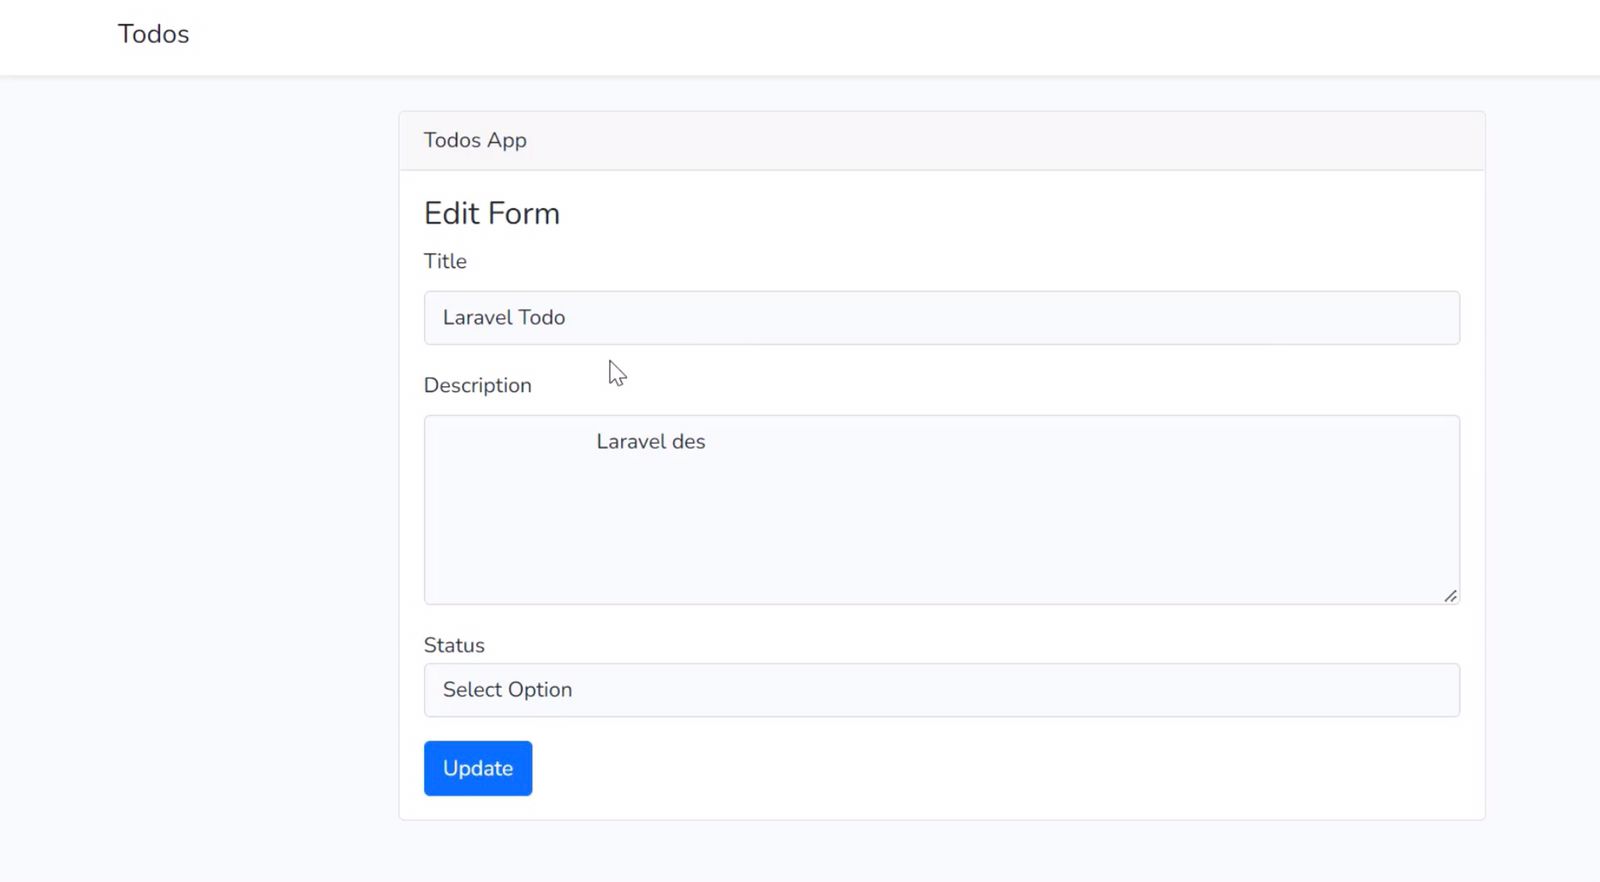 Todos
Todos App
Edit Form
Title
Laravel Todo
Description
Laravel des
Status
Select Option
Update